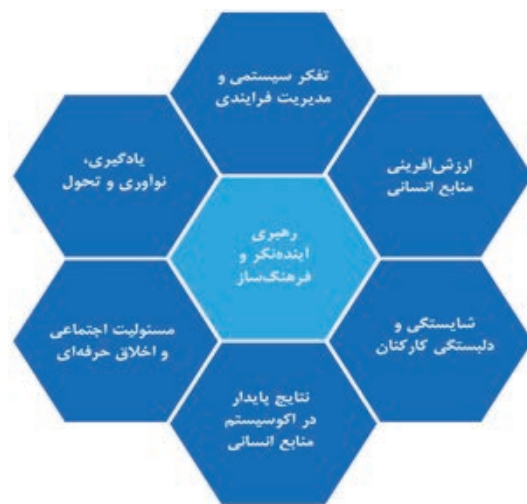 تفکر سیستمی و
مدیریت فرایندی
ارزش‌آفرینی
منابع انسانی
یادگیری،
نوآوری و تحول
رهبری
آینده‌نگر و
فرهنگ‌ساز
شایستگی و
دلبستگی کارکنان
مسئولیت اجتماعی
و اخلاق حرفه‌ای
نتایج پایدار
در اکوسیستم
منابع انسانی